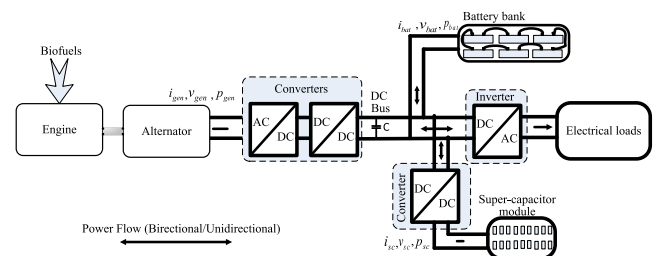 Biofuels
Engine
Alternator
i_gen, v_gen, p_gen
Converters
AC
DC
DC
DC
DC
Bus
C
i_bat, v_bat, p_bat
Battery bank
Inverter
DC
AC
Electrical loads
Converter
DC
DC
Super-capacitor
module
i_sc, v_sc, p_sc
Power Flow (Birectional/Unidirectional)